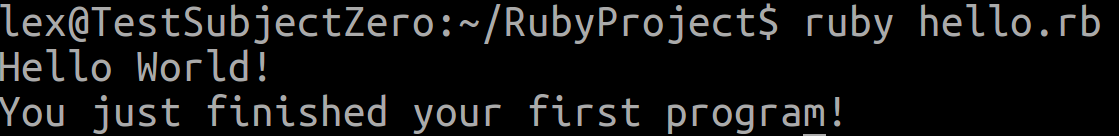 lex@TestSubjectZero:~/RubyProject$ ruby hello.rb
Hello World!
You just finished your first program!